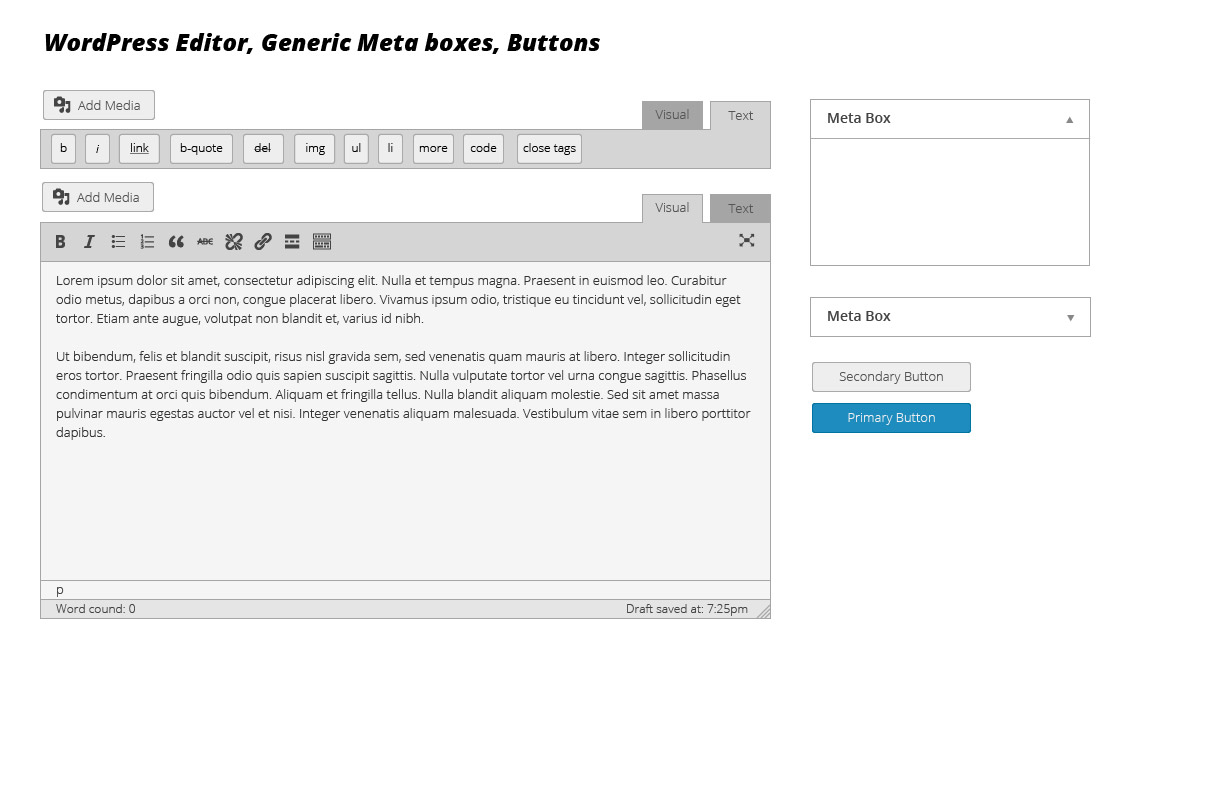 WordPress Editor, Generic Meta boxes, Buttons
Add Media
Visual
Text
b
i
link
b-quote
del
img
ul
li
more
code
close tags
Add Media
Visual
Text
B
I
ABC
Lorem ipsum dolor sit amet, consectetur adipiscing elit. Nulla et tempus magna. Praesent in euismod leo. Curabitur
odio metus, dapibus a orci non, congue placerat libero. Vivamus ipsum odio, tristique eu tincidunt vel, sollicitudin eget
tortor. Etiam ante augue, volutpat non blandit et, varius id nibh.
Ut bibendum, felis et blandit suscipit, risus nisl gravida sem, sed venenatis quam mauris at libero. Integer sollicitudin
eros tortor. Praesent fringilla odio quis sapien suscipit sagittis. Nulla vulputate tortor vel urna congue sagittis. Phasellus
condimentum at orci quis bibendum. Aliquam et fringilla tellus. Nulla blandit aliquam molestie. Sed sit amet massa
pulvinar mauris egestas auctor vel et nisi. Integer venenatis aliquam malesuada. Vestibulum vitae sem in libero porttitor
dapibus.
p
Word cound: 0
Draft saved at: 7:25pm
Meta Box
Meta Box
Secondary Button
Primary Button